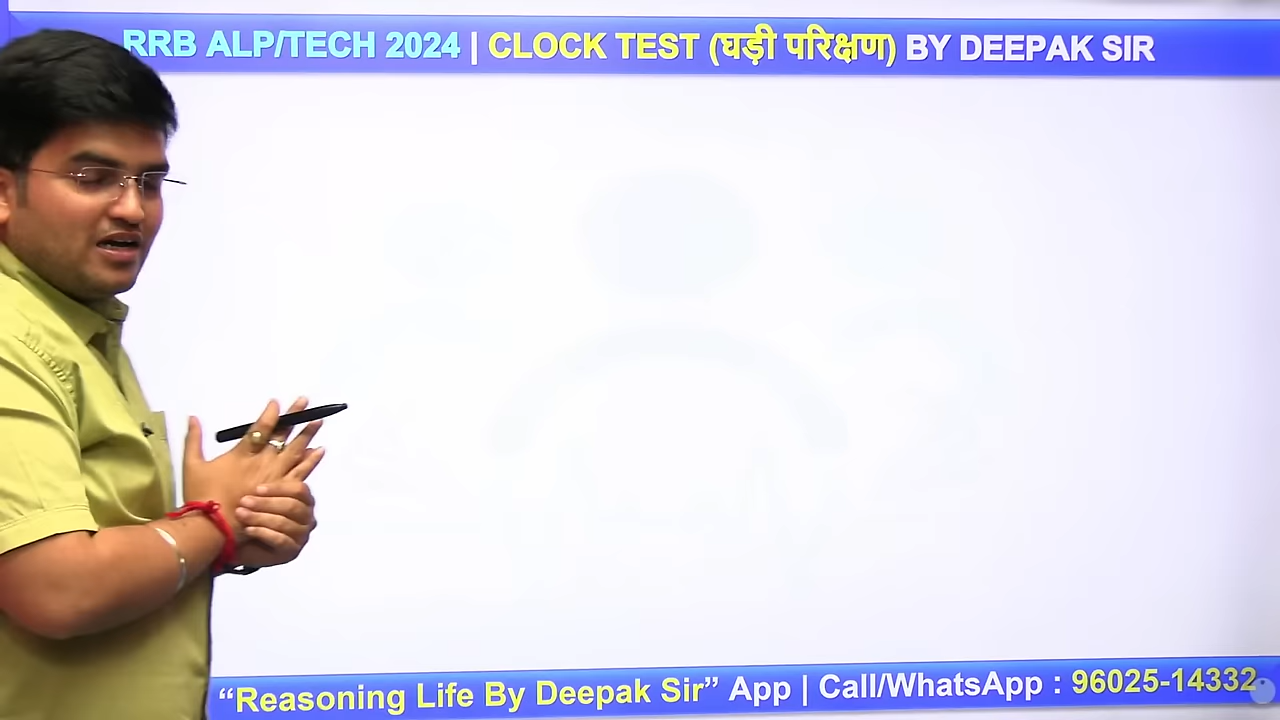 RRB ALP/TECH 2024 | CLOCK TEST (घड़ी परिक्षण) BY DEEPAK SIR
“Reasoning Life By Deepak Sir” App | Call/WhatsApp : 96025-14332